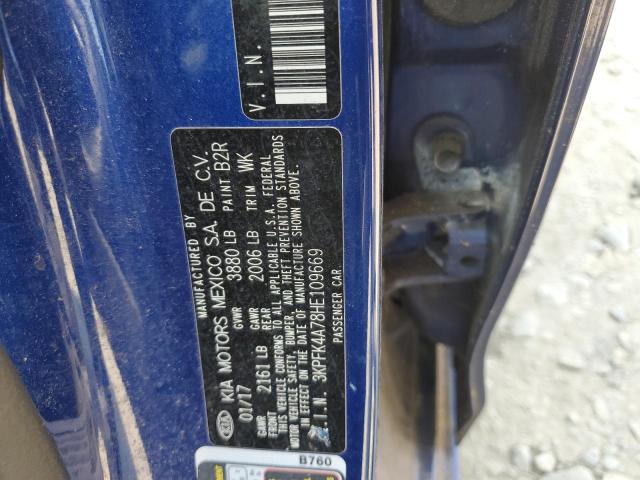 V.I.N.
MANUFACTURED BY
KIA KIA MOTORS MEXICO S.A. DE C.V.
01/17 GVWR 3880 LB PAINT B2R
GAWR FRONT 2161 LB GAWR REAR 2006 LB TRIM WK
THIS VEHICLE CONFORMS TO ALL APPLICABLE U.S.A. FEDERAL
MOTOR VEHICLE SAFETY, BUMPER, AND THEFT PREVENTION STANDARDS
IN EFFECT ON THE DATE OF MANUFACTURE SHOWN ABOVE.
V.I.N. 3KPFK4A78HE109669
PASSENGER CAR
B760